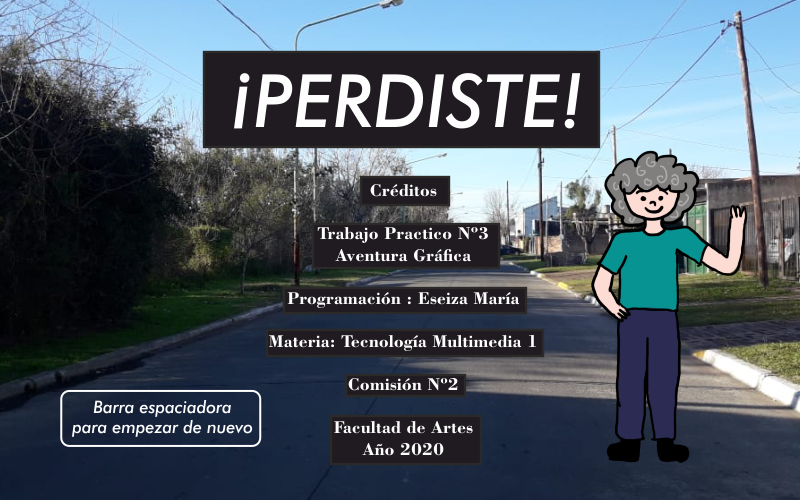 ¡PERDISTE!
Créditos
Trabajo Practico Nº3
Aventura Gráfica
Programación : Eseiza María
Materia: Tecnología Multimedia 1
Comisión Nº2
Barra espaciadora
para empezar de nuevo
Facultad de Artes
Año 2020